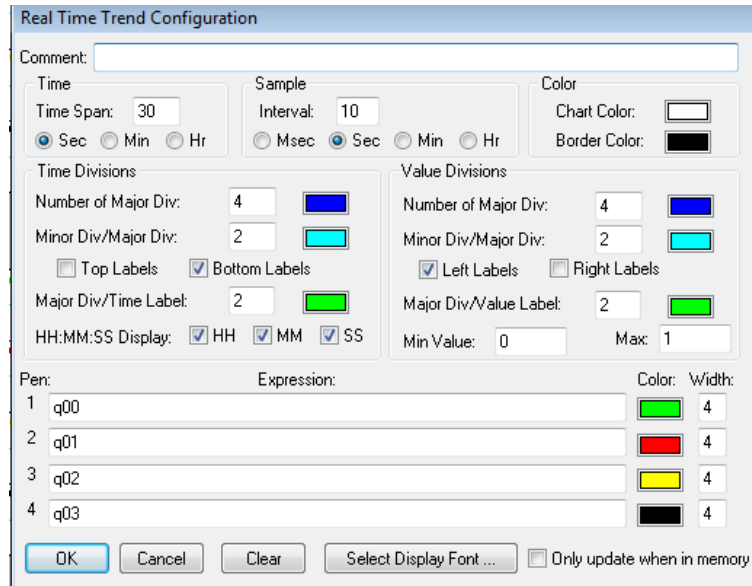 Real Time Trend Configuration
Comment:
Time
Sample
Color
Time Span: 30
Interval: 10
Chart Color:
Sec Min Hr
Msec Sec Min Hr
Border Color:
Time Divisions
Value Divisions
Number of Major Div: 4
Number of Major Div: 4
Minor Div/Major Div: 2
Minor Div/Major Div: 2
Top Labels Bottom Labels
Left Labels Right Labels
Major Div/Time Label: 2
Major Div/Value Label: 2
HH:MM:SS Display: HH MM SS
Min Value: 0 Max: 1
Pen: Expression: Color: Width:
1 q00 4
2 q01 4
3 q02 4
4 q03 4
OK Cancel Clear Select Display Font ... Only update when in memory